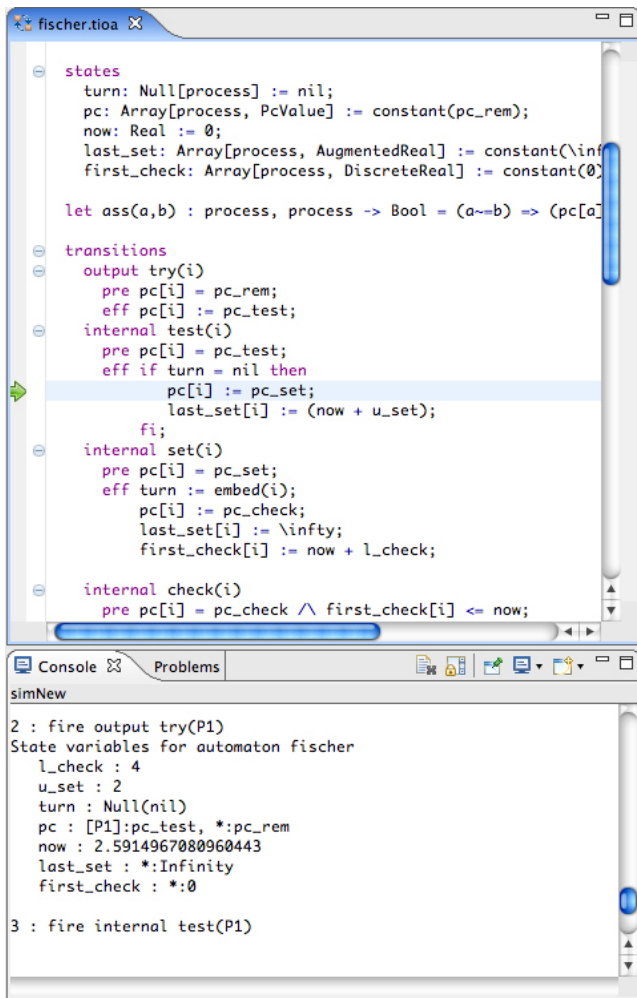 fischer.tioa
states
turn: Null[process] := nil;
pc: Array[process, PcValue] := constant(pc_rem);
now: Real := 0;
last_set: Array[process, AugmentedReal] := constant(\inf
first_check: Array[process, DiscreteReal] := constant(0)
let ass(a,b) : process, process -> Bool = (a~=b) => (pc[a]
transitions
output try(i)
pre pc[i] = pc_rem;
eff pc[i] := pc_test;
internal test(i)
pre pc[i] = pc_test;
eff if turn = nil then
pc[i] := pc_set;
last_set[i] := (now + u_set);
fi;
internal set(i)
pre pc[i] = pc_set;
eff turn := embed(i);
pc[i] := pc_check;
last_set[i] := \infty;
first_check[i] := now + l_check;
internal check(i)
pre pc[i] = pc_check /\ first_check[i] <= now;
Console Problems
simNew
2 : fire output try(P1)
State variables for automaton fischer
l_check : 4
u_set : 2
turn : Null(nil)
pc : [P1]:pc_test, *:pc_rem
now : 2.5914967080960443
last_set : *:Infinity
first_check : *:0
3 : fire internal test(P1)